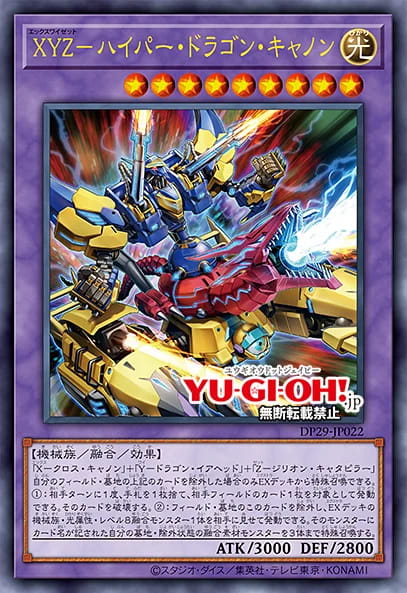 エックスワイゼット
XYZ－ハイパー・ドラゴン・キャノン
ひかり
光
ユウギオウドットジェイピー
YU-GI-OH!.jp
無断転載禁止
DP29-JP022
【機械族／融合／効果】
「X－クロス・キャノン」＋「Y－ドラゴン・イアヘッド」＋「Z－ジリオン・キャタピラー」
自分のフィールド・墓地の上記のカードを除外した場合のみEXデッキから特殊召喚できる。
①：相手ターンに1度、手札を1枚捨て、相手フィールドのカード1枚を対象として発動
できる。そのカードを破壊する。②：フィールド・墓地のこのカードを除外し、EXデッキの
機械族・光属性・レベル8融合モンスター1体を相手に見せて発動できる。そのモンスターに
カード名が記された自分の墓地・除外状態の融合素材モンスターを3体まで特殊召喚する。
ATK/3000 DEF/2800
©スタジオ・ダイス／集英社・テレビ東京・KONAMI